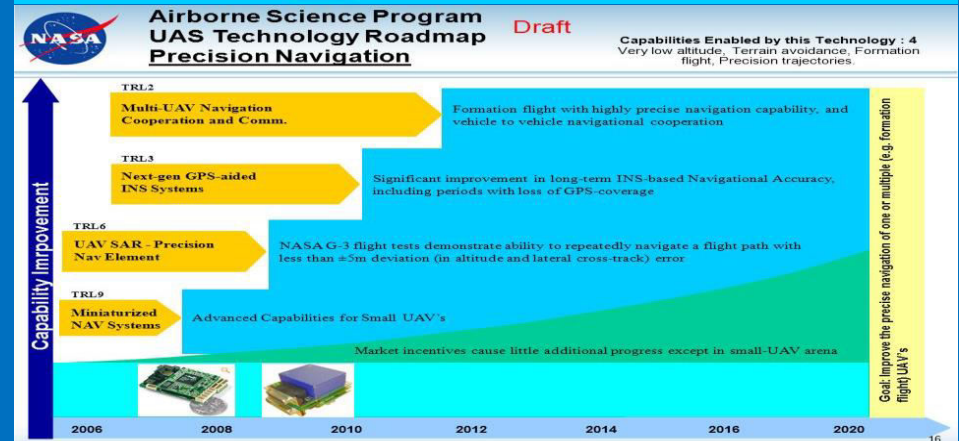 NASA
Airborne Science Program
UAS Technology Roadmap
Precision Navigation
Draft
Capabilities Enabled by this Technology : 4
Very low altitude, Terrain avoidance, Formation
flight, Precision trajectories.
Capability Imrpovement
TRL2
Multi-UAV Navigation
Cooperation and Comm.
Formation flight with highly precise navigation capability, and
vehicle to vehicle navigational cooperation
TRL3
Next-gen GPS-aided
INS Systems
Significant improvement in long-term INS-based Navigational Accuracy,
including periods with loss of GPS-coverage
TRL6
UAV SAR - Precision
Nav Element
NASA G-3 flight tests demonstrate ability to repeatedly navigate a flight path with
less than ±5m deviation (in altitude and lateral cross-track) error
TRL9
Miniaturized
NAV Systems
Advanced Capabilities for Small UAV's
Market incentives cause little additional progress except in small-UAV arena
Goal: Improve the precise navigation of one or multiple (e.g. formation
flight) UAV's
2006 2008 2010 2012 2014 2016 2020
16